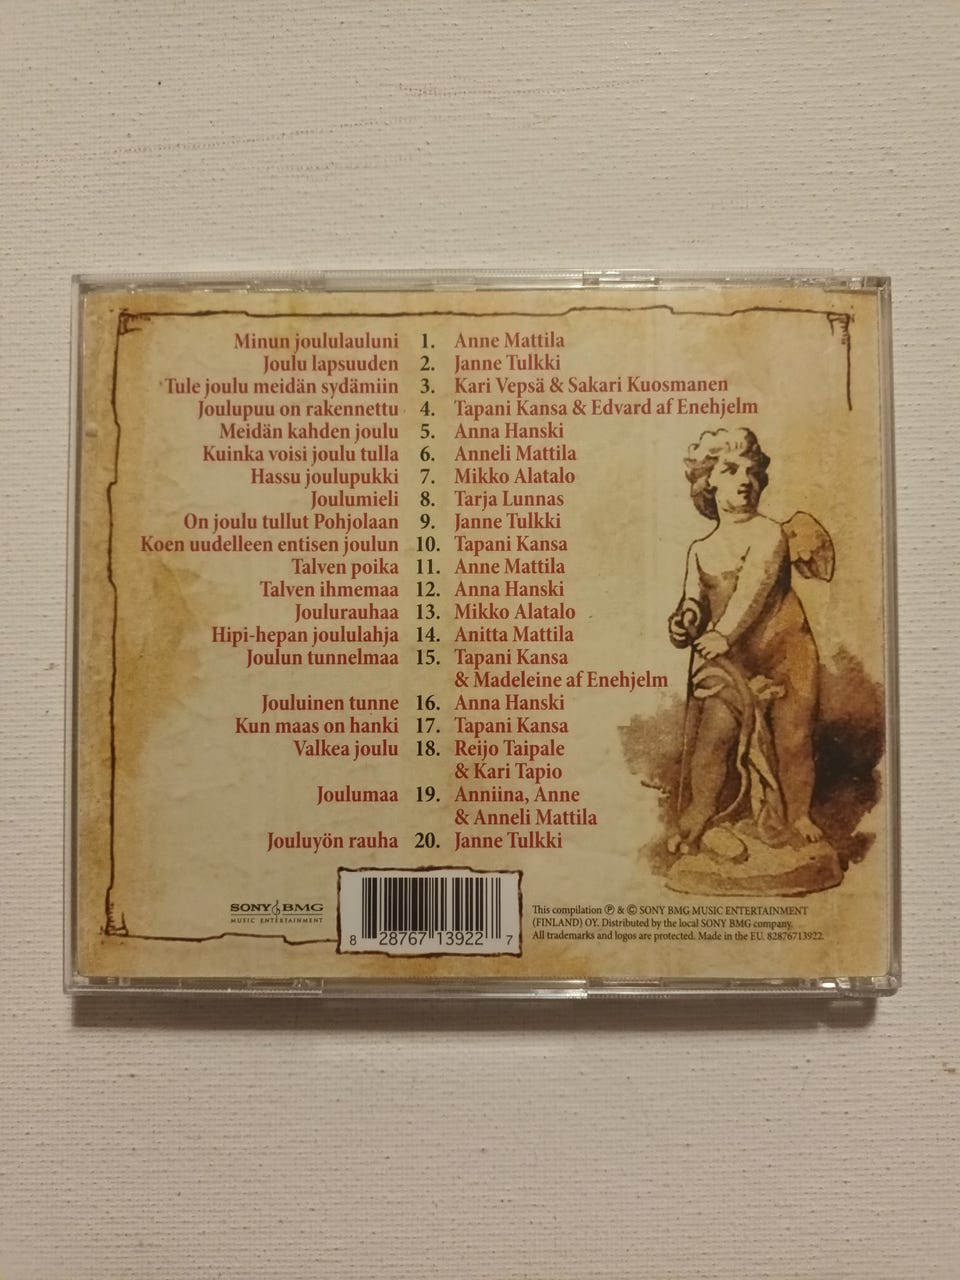 Minun joululauluni 1. Anne Mattila
Joulu lapsuuden 2. Janne Tulkki
Tule joulu meidän sydämiin 3. Kari Vepsä & Sakari Kuosmanen
Joulupuu on rakennettu 4. Tapani Kansa & Edvard af Enehjelm
Meidän kahden joulu 5. Anna Hanski
Kuinka voisi joulu tulla 6. Anneli Mattila
Hassu joulupukki 7. Mikko Alatalo
Joulumieli 8. Tarja Lunnas
On joulu tullut Pohjolaan 9. Janne Tulkki
Koen uudelleen entisen joulun 10. Tapani Kansa
Talven poika 11. Anne Mattila
Talven ihmemaa 12. Anna Hanski
Joulurauhaa 13. Mikko Alatalo
Hipi-hepan joululahja 14. Anitta Mattila
Joulun tunnelmaa 15. Tapani Kansa
& Madeleine af Enehjelm
Jouluinen tunne 16. Anna Hanski
Kun maas on hanki 17. Tapani Kansa
Valkea joulu 18. Reijo Taipale
& Kari Tapio
Joulumaa 19. Anniina, Anne
& Anneli Mattila
Jouluyön rauha 20. Janne Tulkki
SONY BMG
MUSIC ENTERTAINMENT
8 28767 13922 7
This compilation ℗ & © SONY BMG MUSIC ENTERTAINMENT
(FINLAND) OY. Distributed by the local SONY BMG company.
All trademarks and logos are protected. Made in the EU. 82876713922.